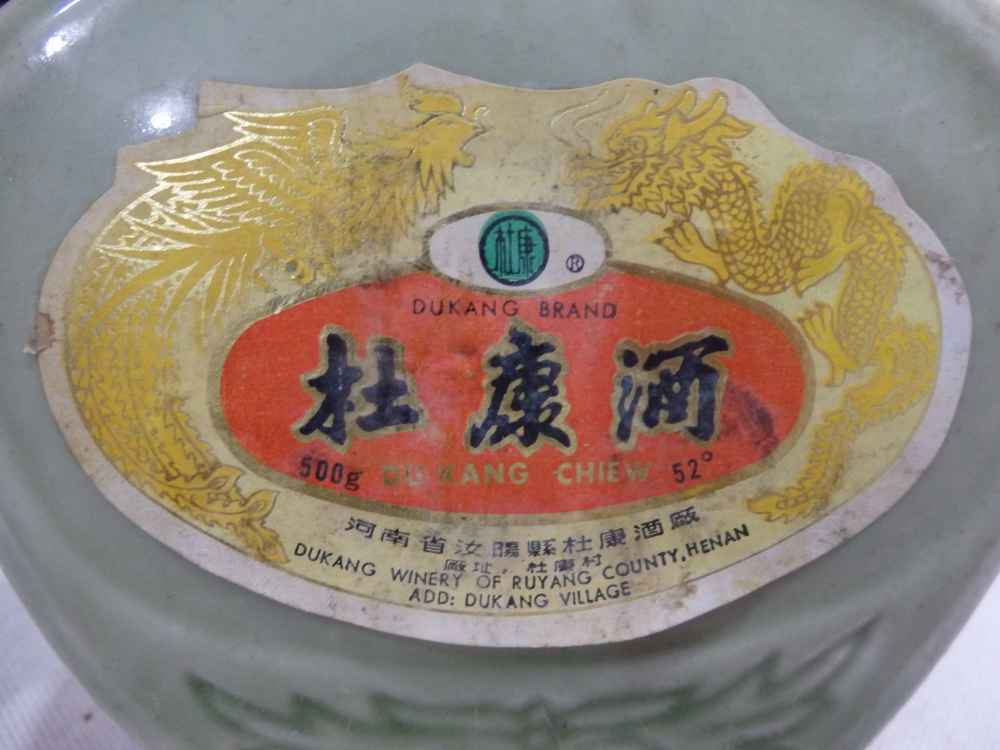 杜康
®
DUKANG BRAND
杜康酒
500g DU KANG CHIEW 52°
河南省汝陽縣杜康酒廠
廠址:杜康村
DUKANG WINERY OF RUYANG COUNTY, HENAN
ADD: DUKANG VILLAGE